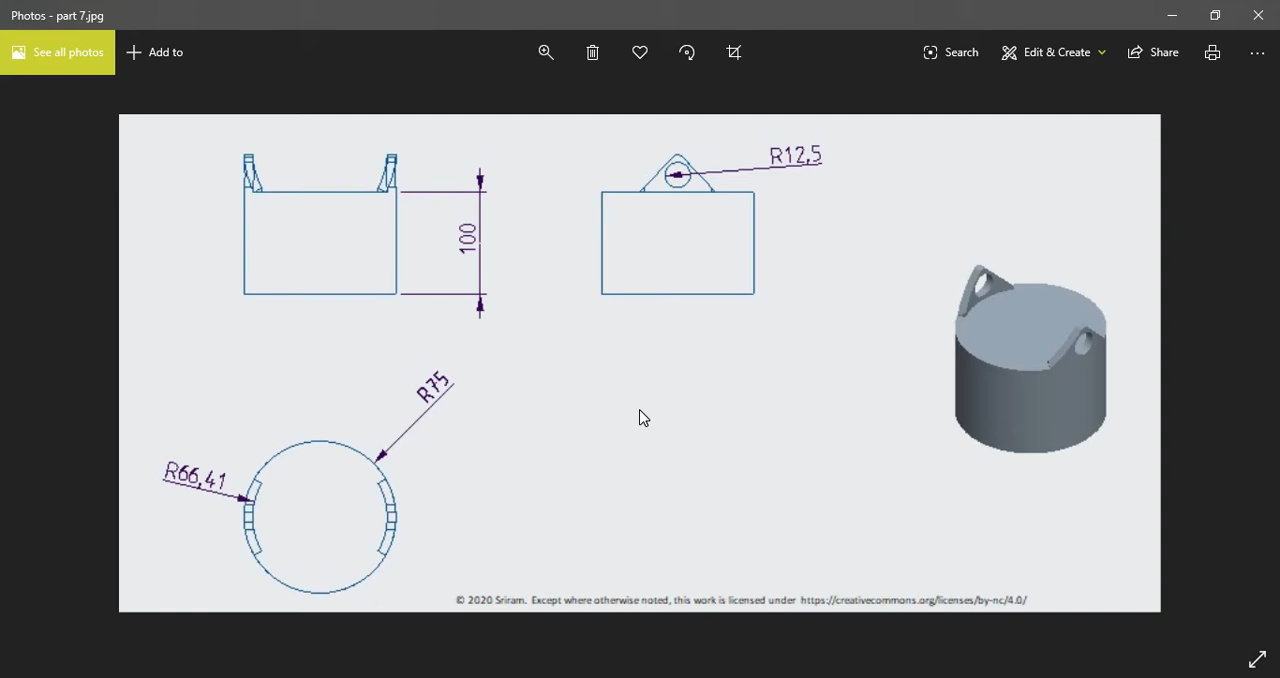 Photos - part 7.jpg
See all photos
Add to
Search
Edit & Create
Share
R12,5
100
R75
R66,41
© 2020 Sriram. Except where otherwise noted, this work is licensed under https://creativecommons.org/licenses/by-nc/4.0/